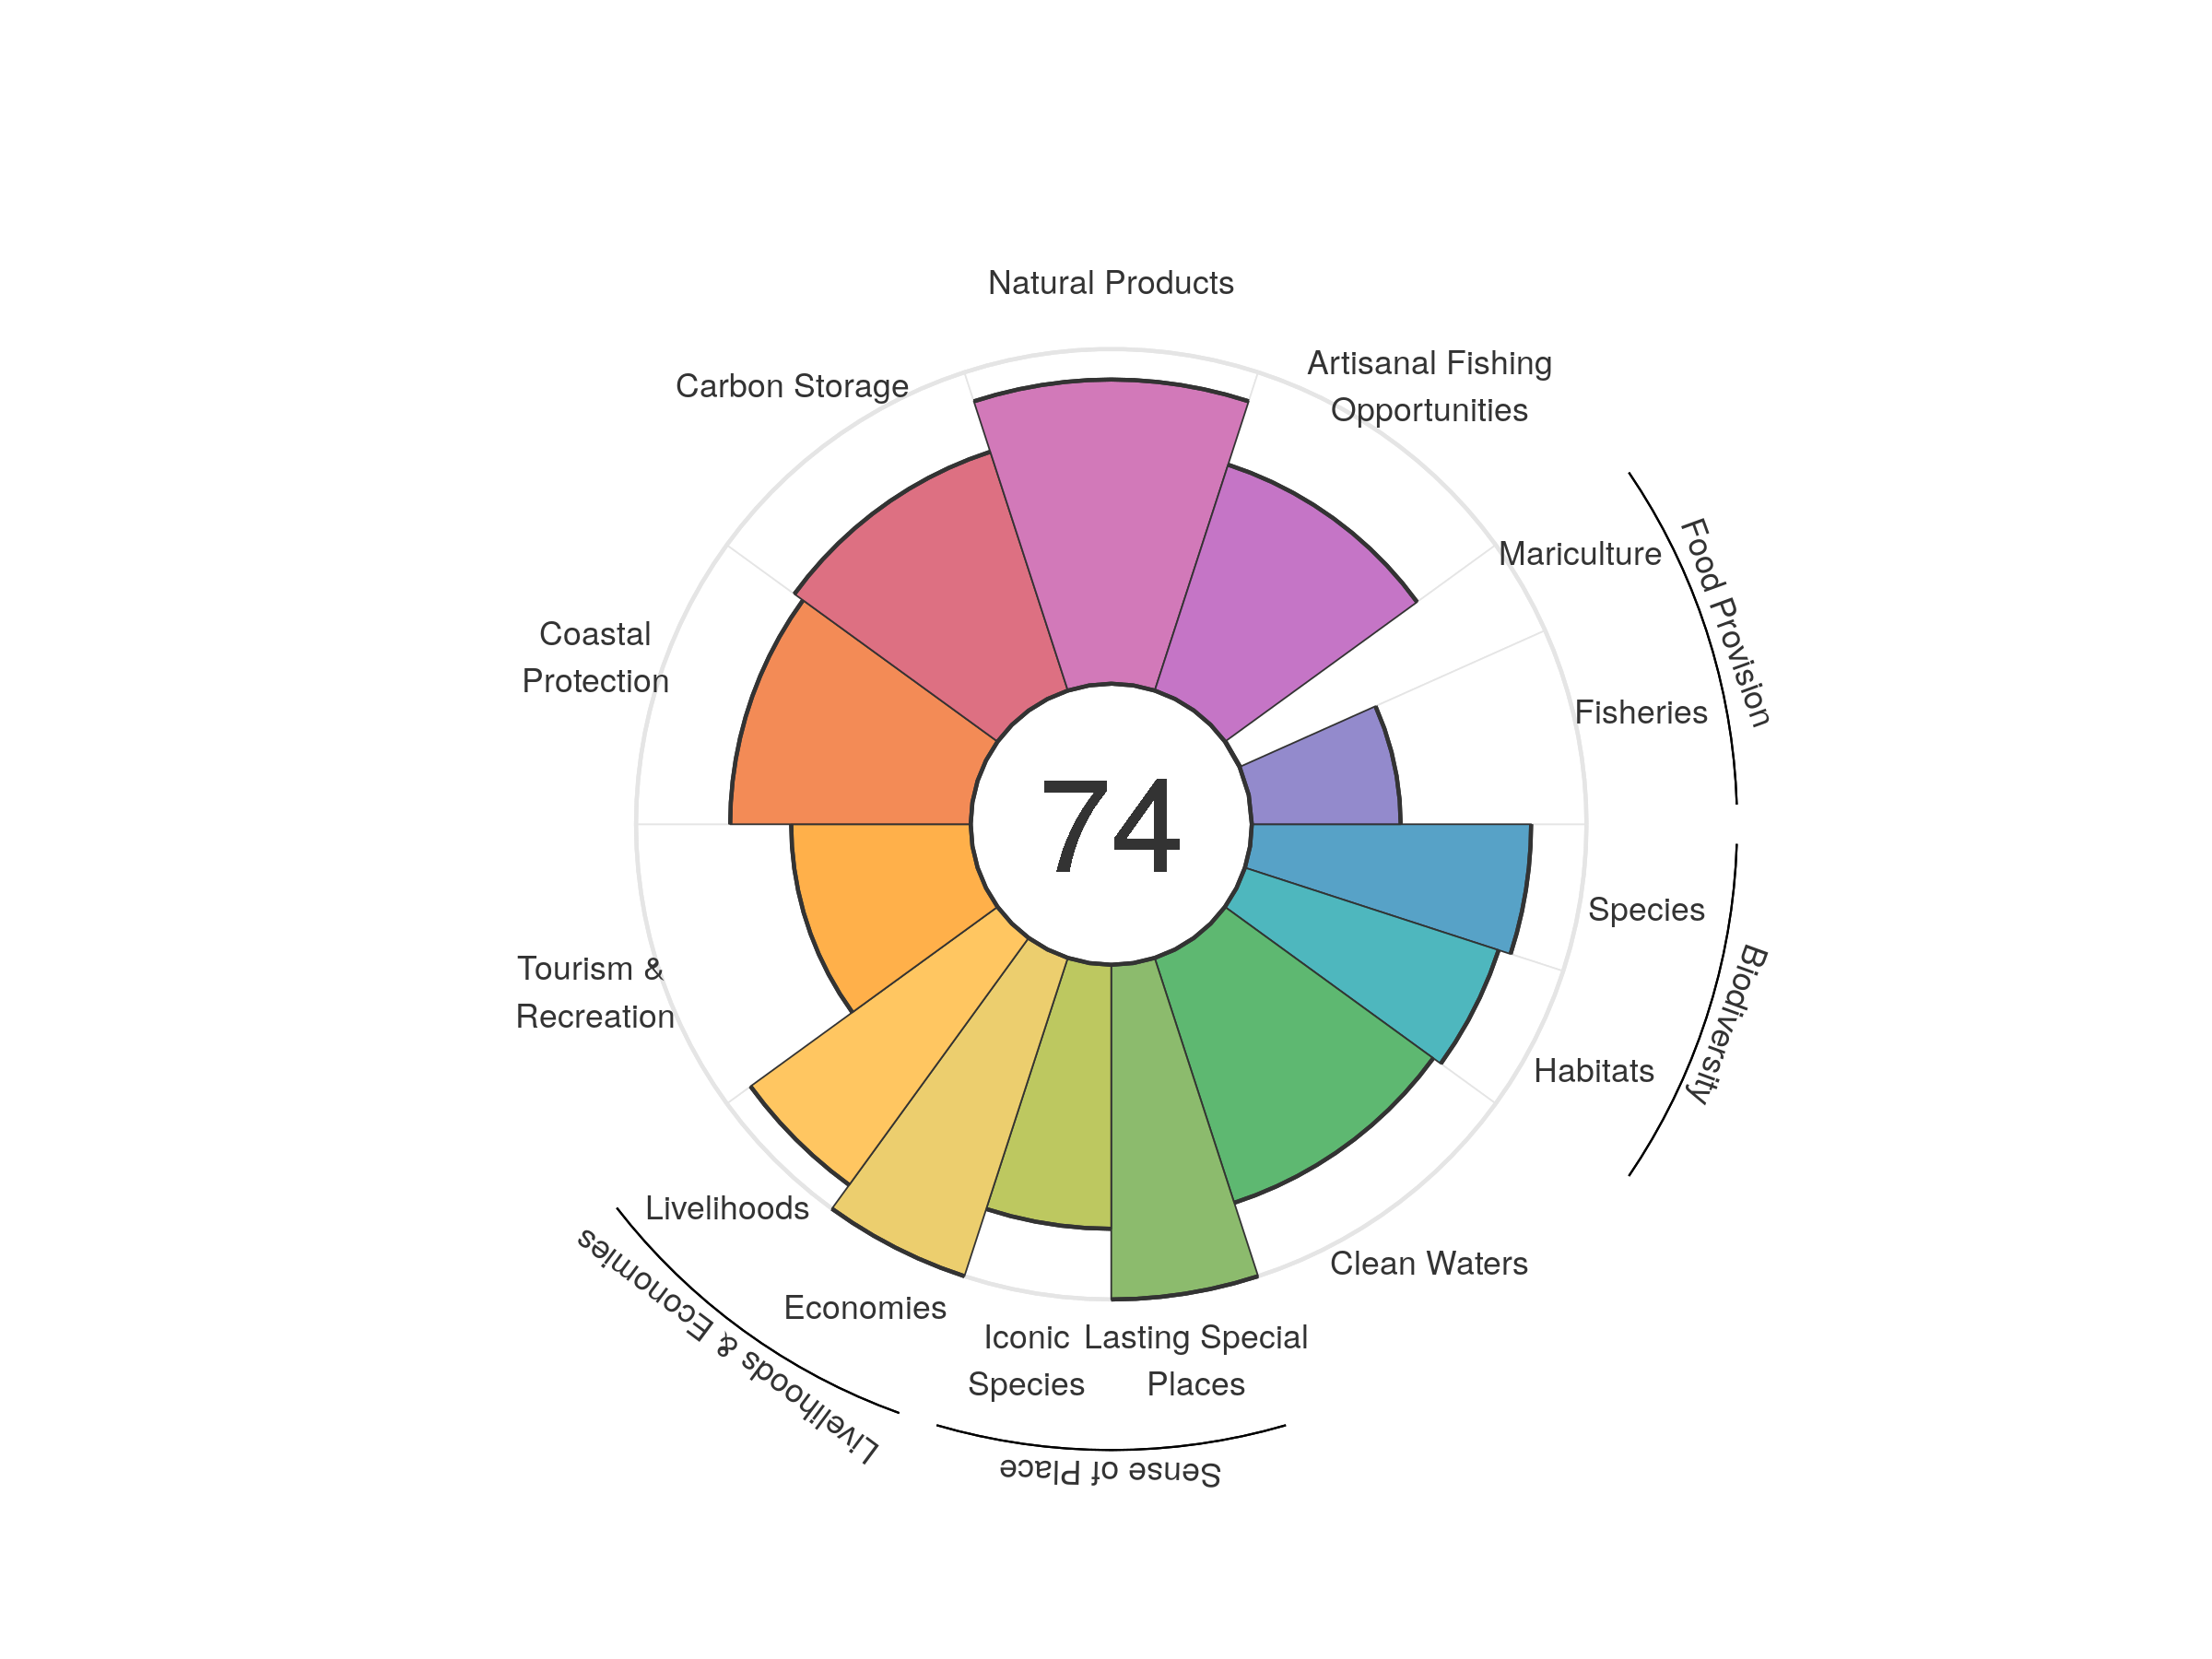 Natural Products
Artisanal Fishing
Opportunities
Carbon Storage
Mariculture
Food Provision
Coastal
Protection
Fisheries
74
Species
Tourism &
Recreation
Biodiversity
Habitats
Livelihoods
Clean Waters
Economies
Livelihoods & Economies
Iconic
Species
Lasting Special
Places
Sense of Place